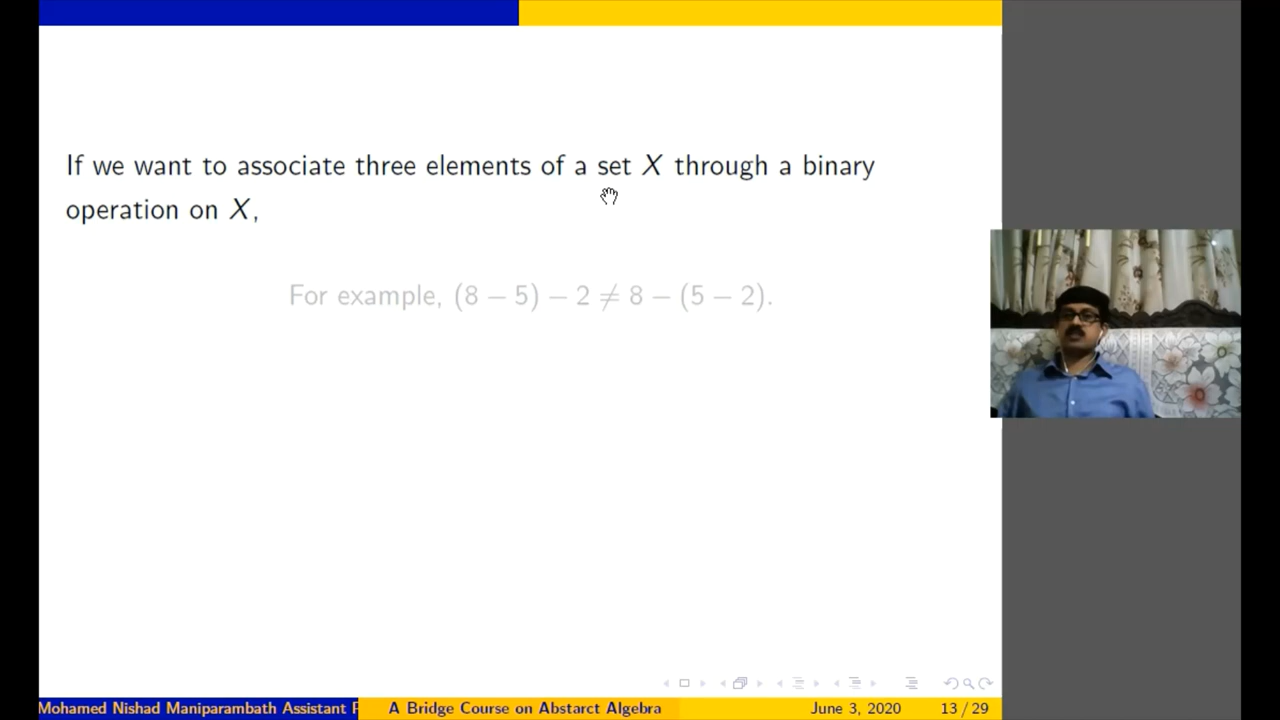 If we want to associate three elements of a set X through a binary
operation on X,
For example, (8 − 5) − 2 ≠ 8 − (5 − 2).
Mohamed Nishad Maniparambath Assistant P
A Bridge Course on Abstarct Algebra
June 3, 2020
13 / 29